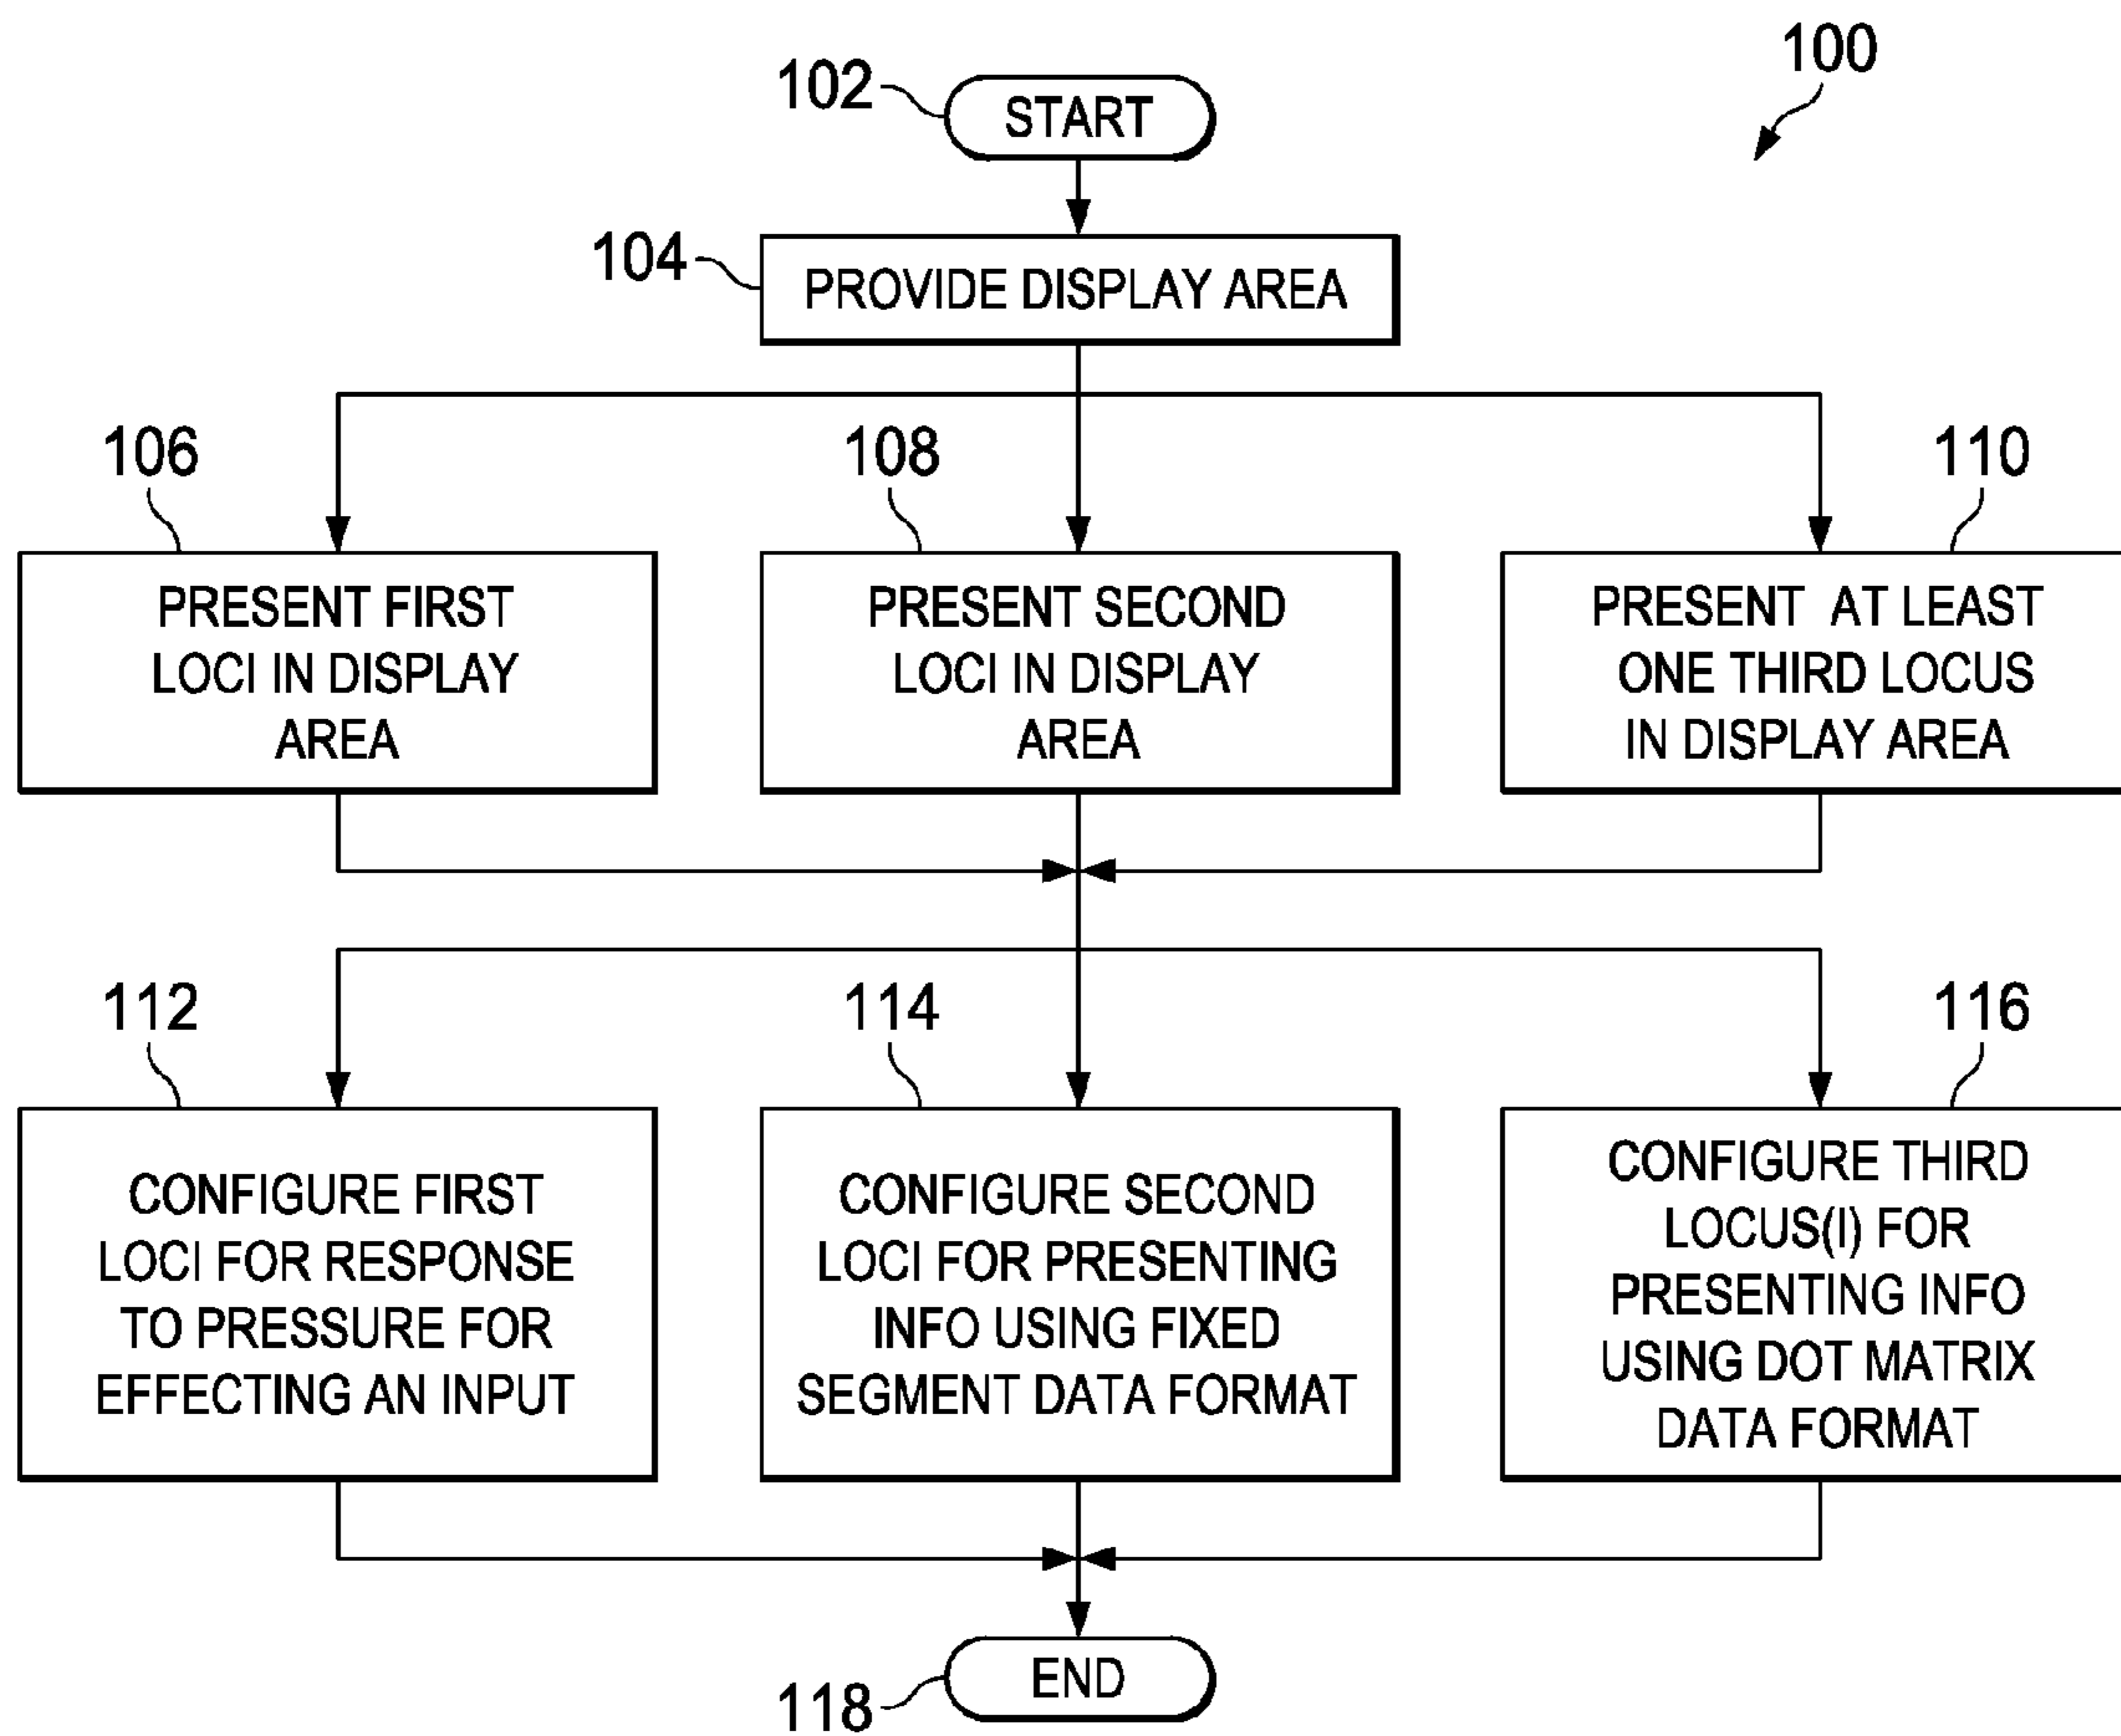 100
102
START
104
PROVIDE DISPLAY AREA
106
108
110
PRESENT FIRST
LOCI IN DISPLAY
AREA
PRESENT SECOND
LOCI IN DISPLAY
AREA
PRESENT AT LEAST
ONE THIRD LOCUS
IN DISPLAY AREA
112
114
116
CONFIGURE FIRST
LOCI FOR RESPONSE
TO PRESSURE FOR
EFFECTING AN INPUT
CONFIGURE SECOND
LOCI FOR PRESENTING
INFO USING FIXED
SEGMENT DATA FORMAT
CONFIGURE THIRD
LOCUS(I) FOR
PRESENTING INFO
USING DOT MATRIX
DATA FORMAT
END
118